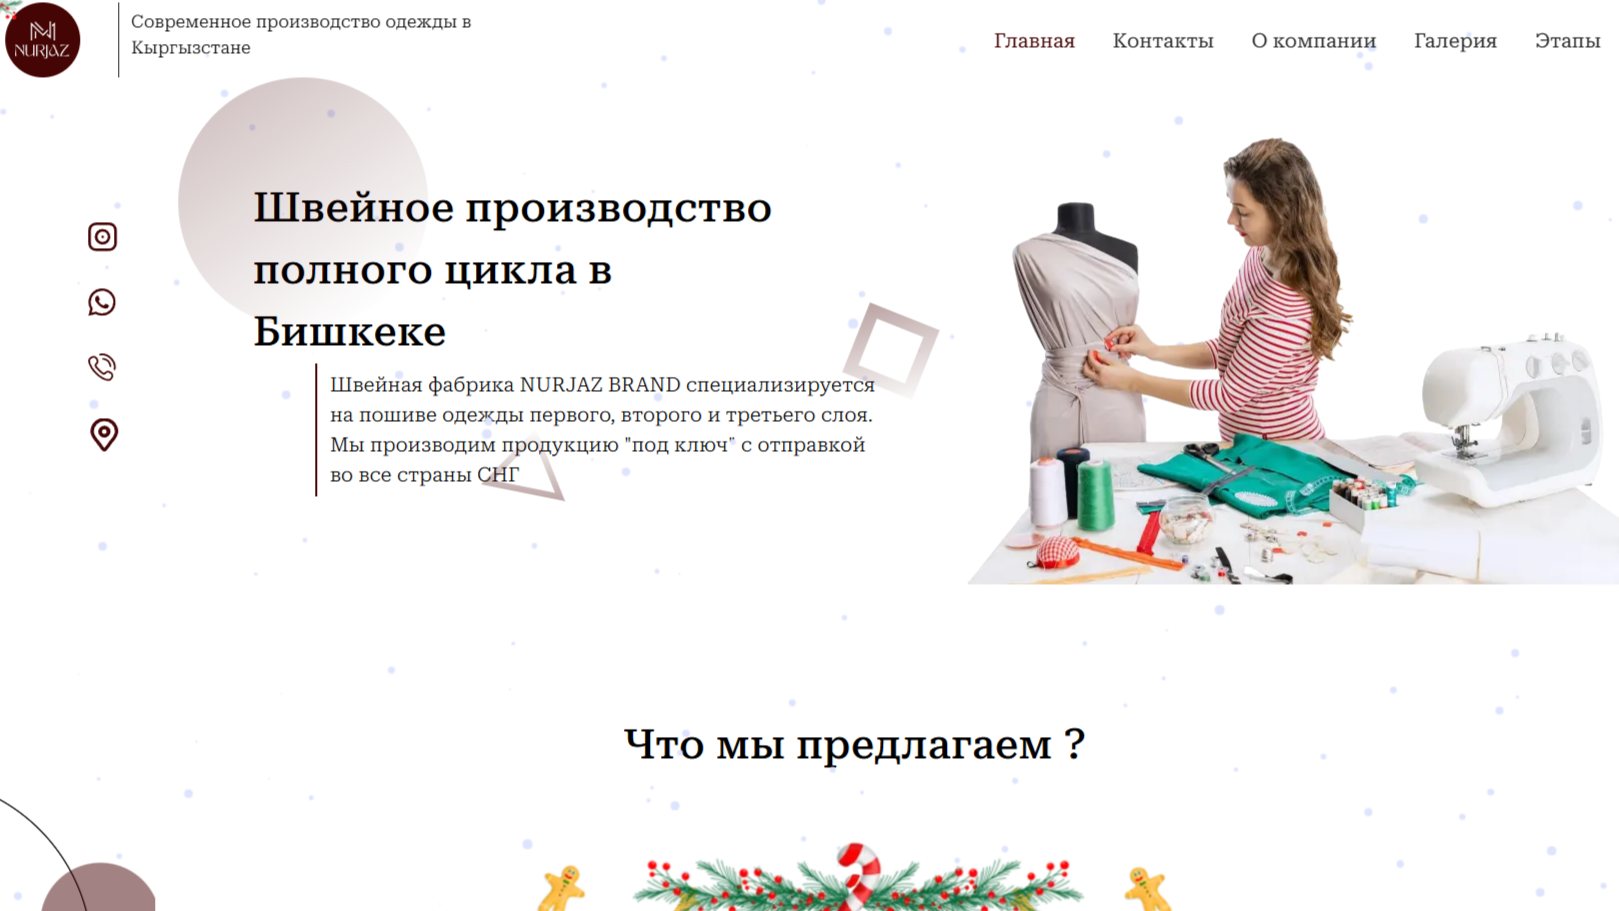 NURJAZ
Современное производство одежды в
Кыргызстане
Главная
Контакты
О компании
Галерия
Этапы
Швейное производство
полного цикла в
Бишкеке
Швейная фабрика NURJAZ BRAND специализируется
на пошиве одежды первого, второго и третьего слоя.
Мы производим продукцию "под ключ" с отправкой
во все страны СНГ
Что мы предлагаем ?